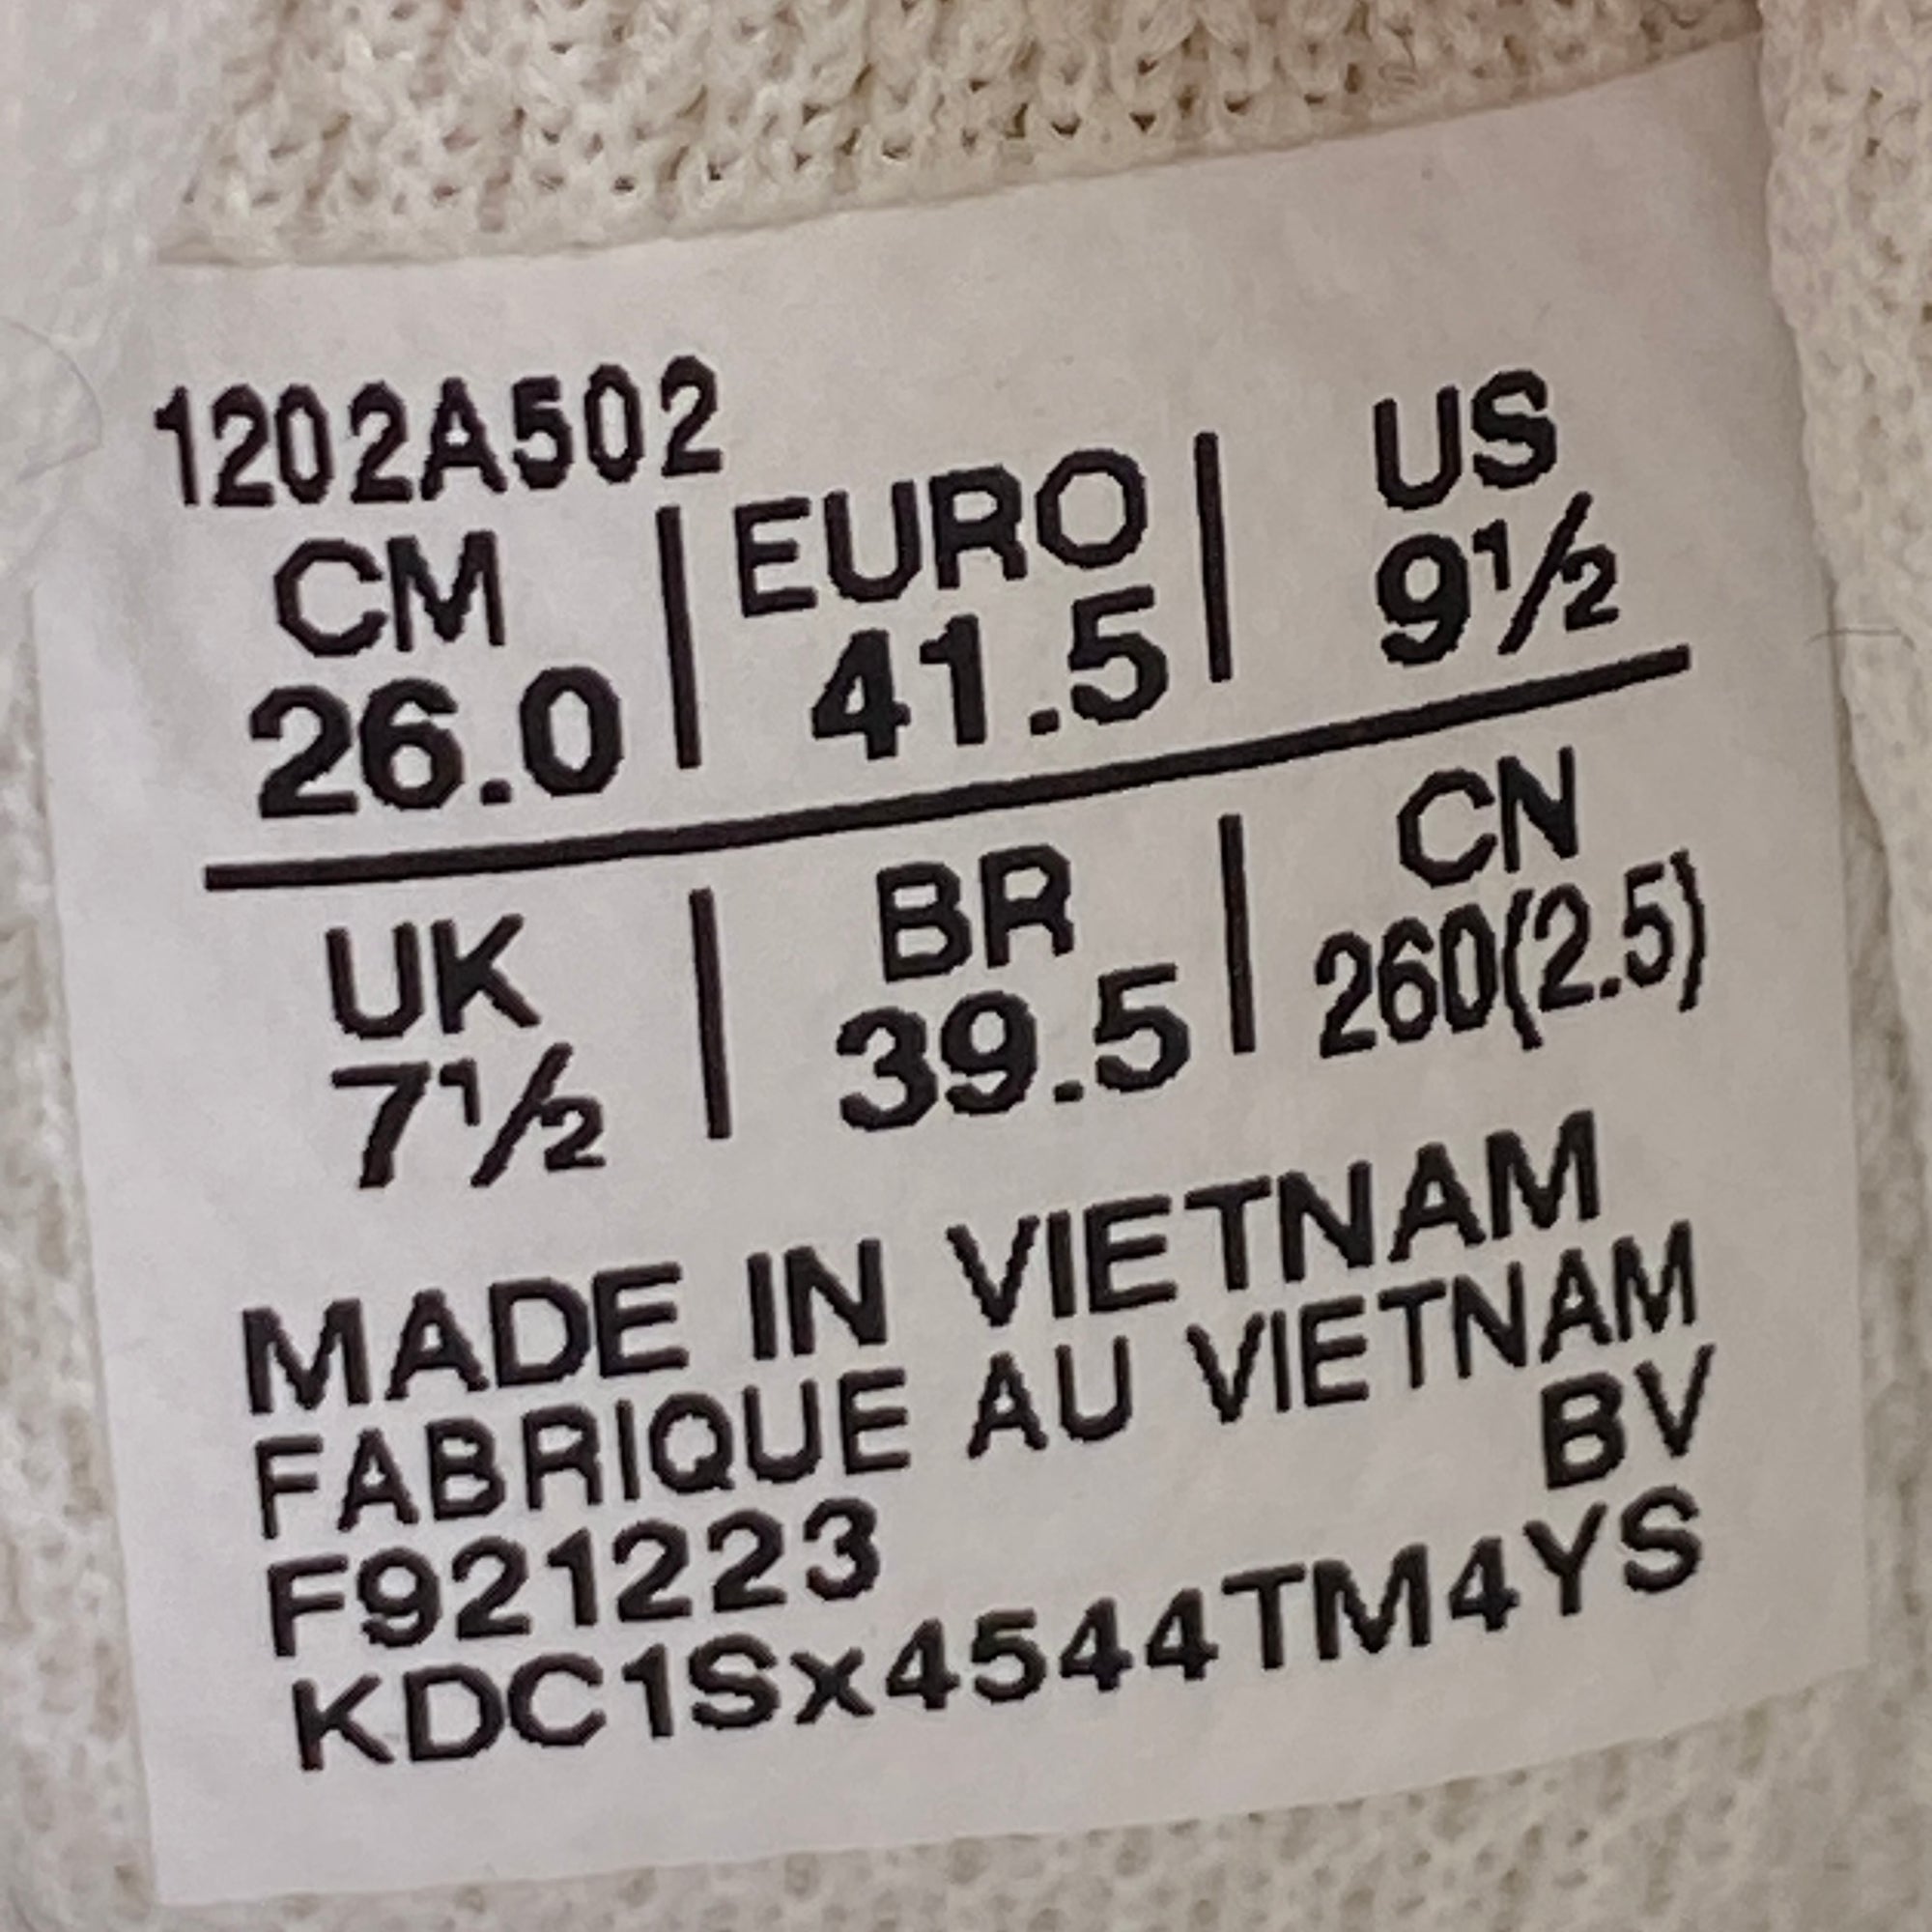 1202A502
CM | EURO | US
26.0 | 41.5 | 9½
UK | BR | CN
7½ | 39.5 | 260(2.5)
MADE IN VIETNAM
FABRIQUE AU VIETNAM
BV
F921223
KDC1Sx4544TM4YS